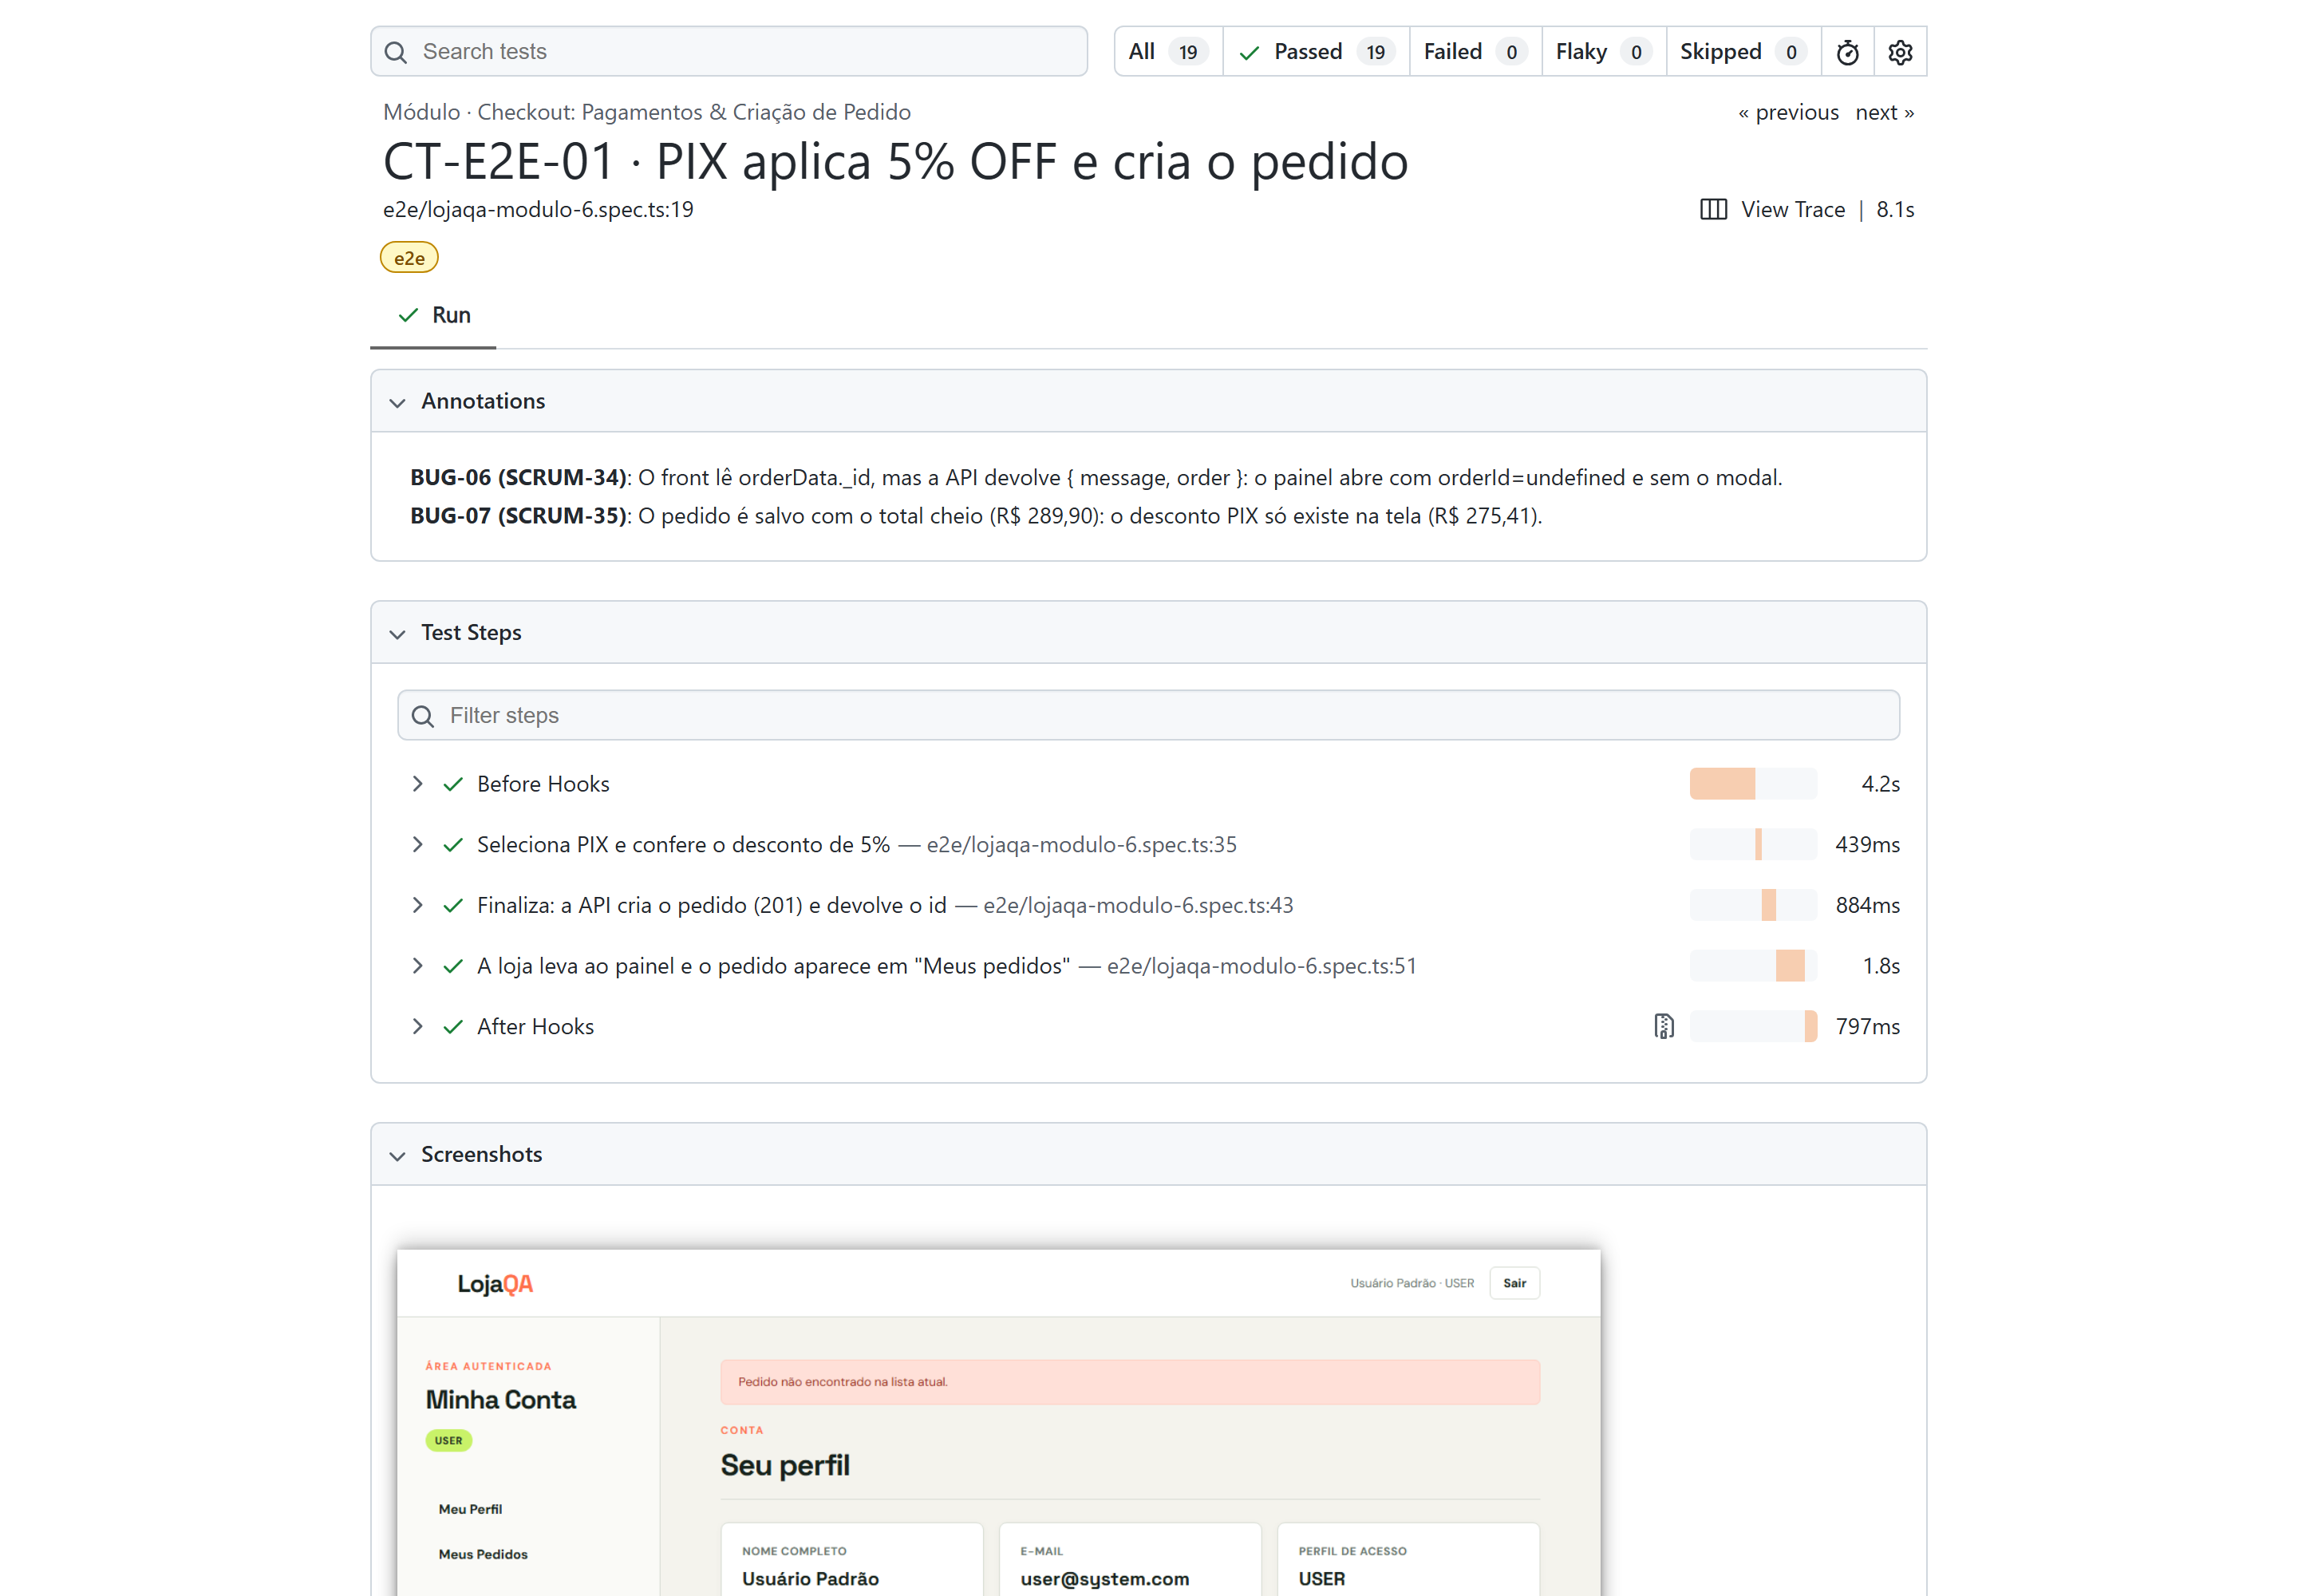 Search tests
All 19
Passed 19
Failed 0
Flaky 0
Skipped 0
Módulo · Checkout: Pagamentos & Criação de Pedido
« previous next »
CT-E2E-01 · PIX aplica 5% OFF e cria o pedido
e2e/lojaqa-modulo-6.spec.ts:19
View Trace | 8.1s
e2e
Run
Annotations
BUG-06 (SCRUM-34): O front lê orderData._id, mas a API devolve { message, order }: o painel abre com orderId=undefined e sem o modal.
BUG-07 (SCRUM-35): O pedido é salvo com o total cheio (R$ 289,90): o desconto PIX só existe na tela (R$ 275,41).
Test Steps
Filter steps
Before Hooks 4.2s
Seleciona PIX e confere o desconto de 5% — e2e/lojaqa-modulo-6.spec.ts:35 439ms
Finaliza: a API cria o pedido (201) e devolve o id — e2e/lojaqa-modulo-6.spec.ts:43 884ms
A loja leva ao painel e o pedido aparece em "Meus pedidos" — e2e/lojaqa-modulo-6.spec.ts:51 1.8s
After Hooks 797ms
Screenshots
LojaQA
Usuário Padrão · USER
Sair
ÁREA AUTENTICADA
Minha Conta
USER
Meu Perfil
Meus Pedidos
Pedido não encontrado na lista atual.
CONTA
Seu perfil
NOME COMPLETO
Usuário Padrão
E-MAIL
user@system.com
PERFIL DE ACESSO
USER